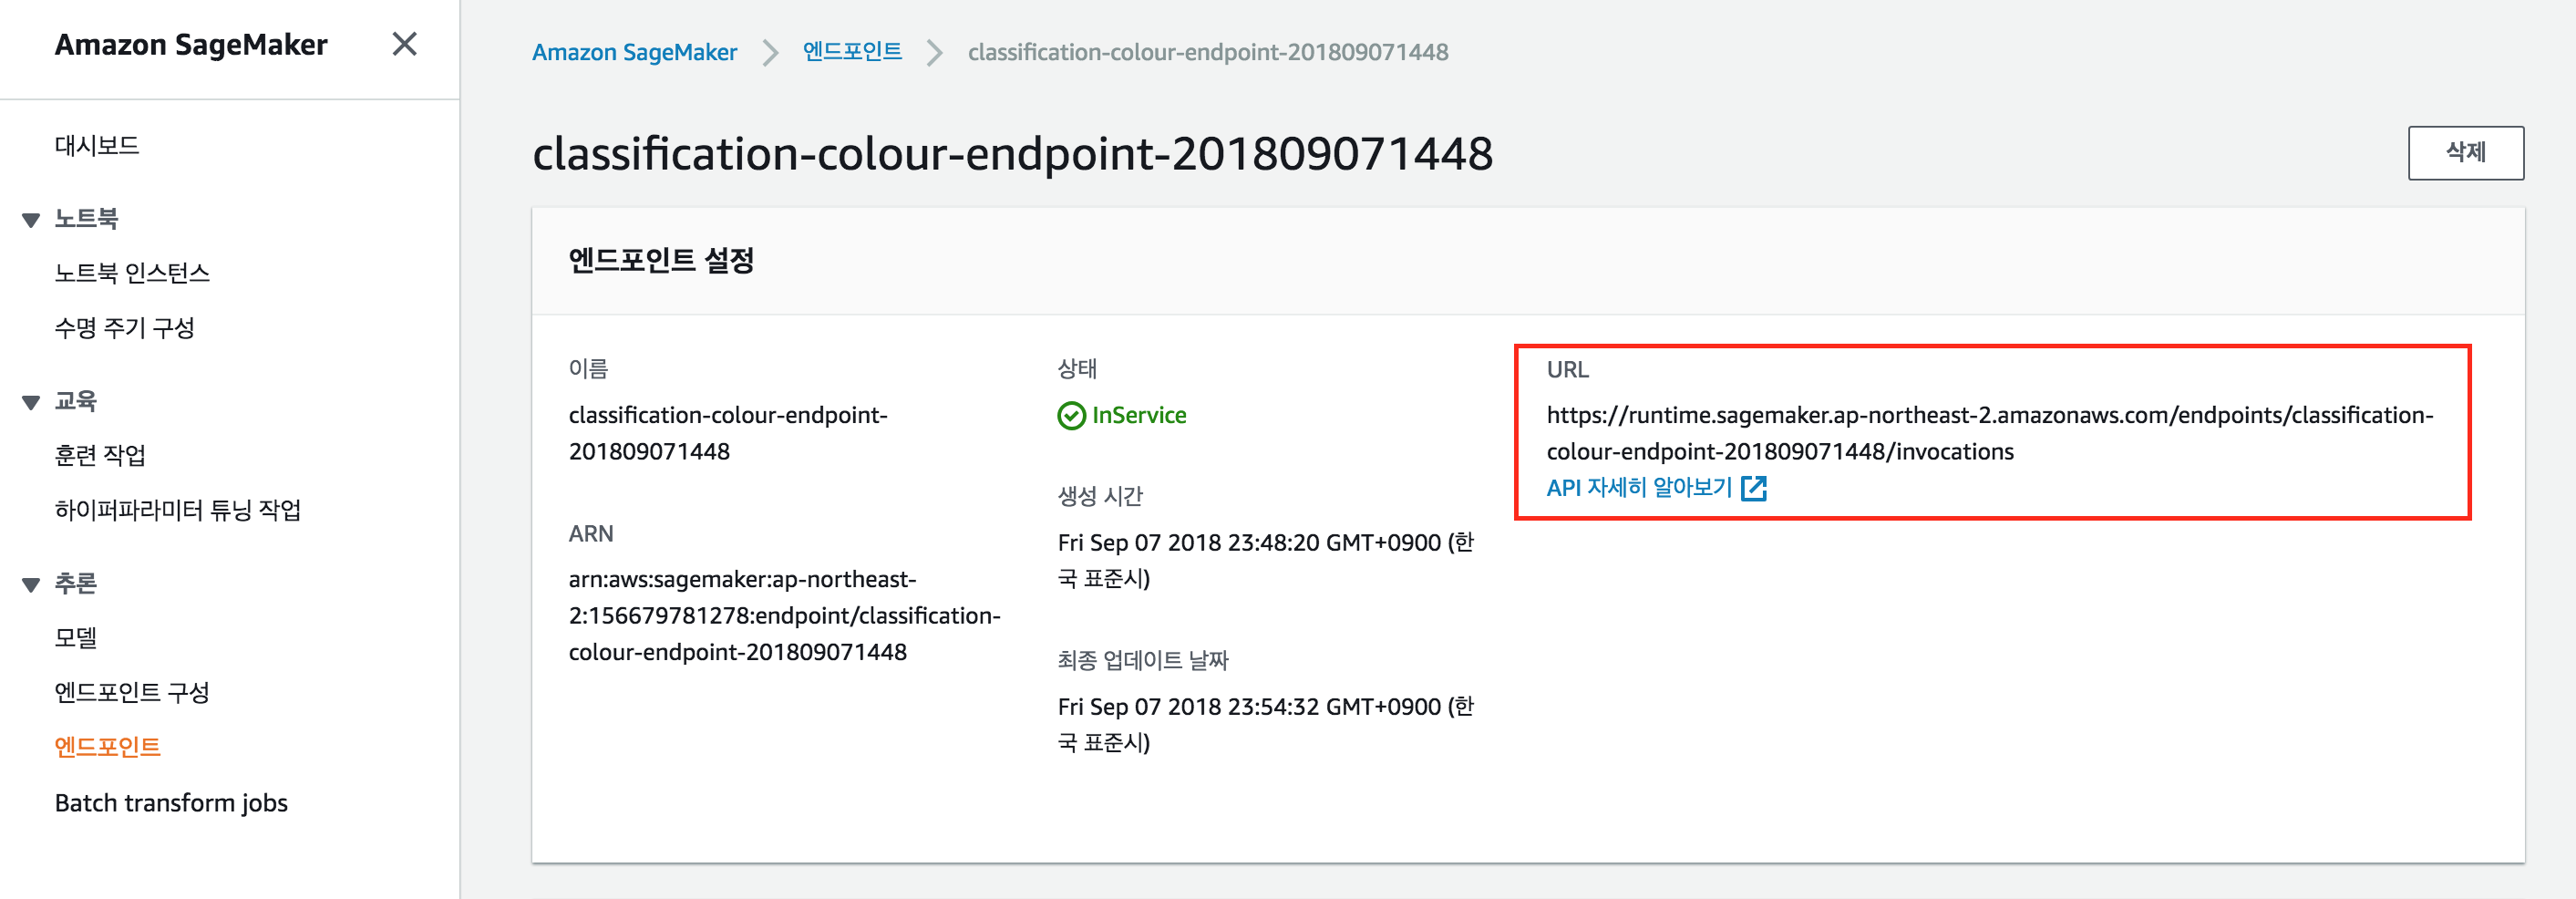 Amazon SageMaker
대시보드
노트북
노트북 인스턴스
수명 주기 구성
교육
훈련 작업
하이퍼파라미터 튜닝 작업
추론
모델
엔드포인트 구성
엔드포인트
Batch transform jobs
Amazon SageMaker
엔드포인트
classification-colour-endpoint-201809071448
classification-colour-endpoint-201809071448
삭제
엔드포인트 설정
이름
classification-colour-endpoint-
201809071448
ARN
arn:aws:sagemaker:ap-northeast-
2:156679781278:endpoint/classification-
colour-endpoint-201809071448
상태
InService
생성 시간
Fri Sep 07 2018 23:48:20 GMT+0900 (한
국 표준시)
최종 업데이트 날짜
Fri Sep 07 2018 23:54:32 GMT+0900 (한
국 표준시)
URL
https://runtime.sagemaker.ap-northeast-2.amazonaws.com/endpoints/classification-
colour-endpoint-201809071448/invocations
API 자세히 알아보기